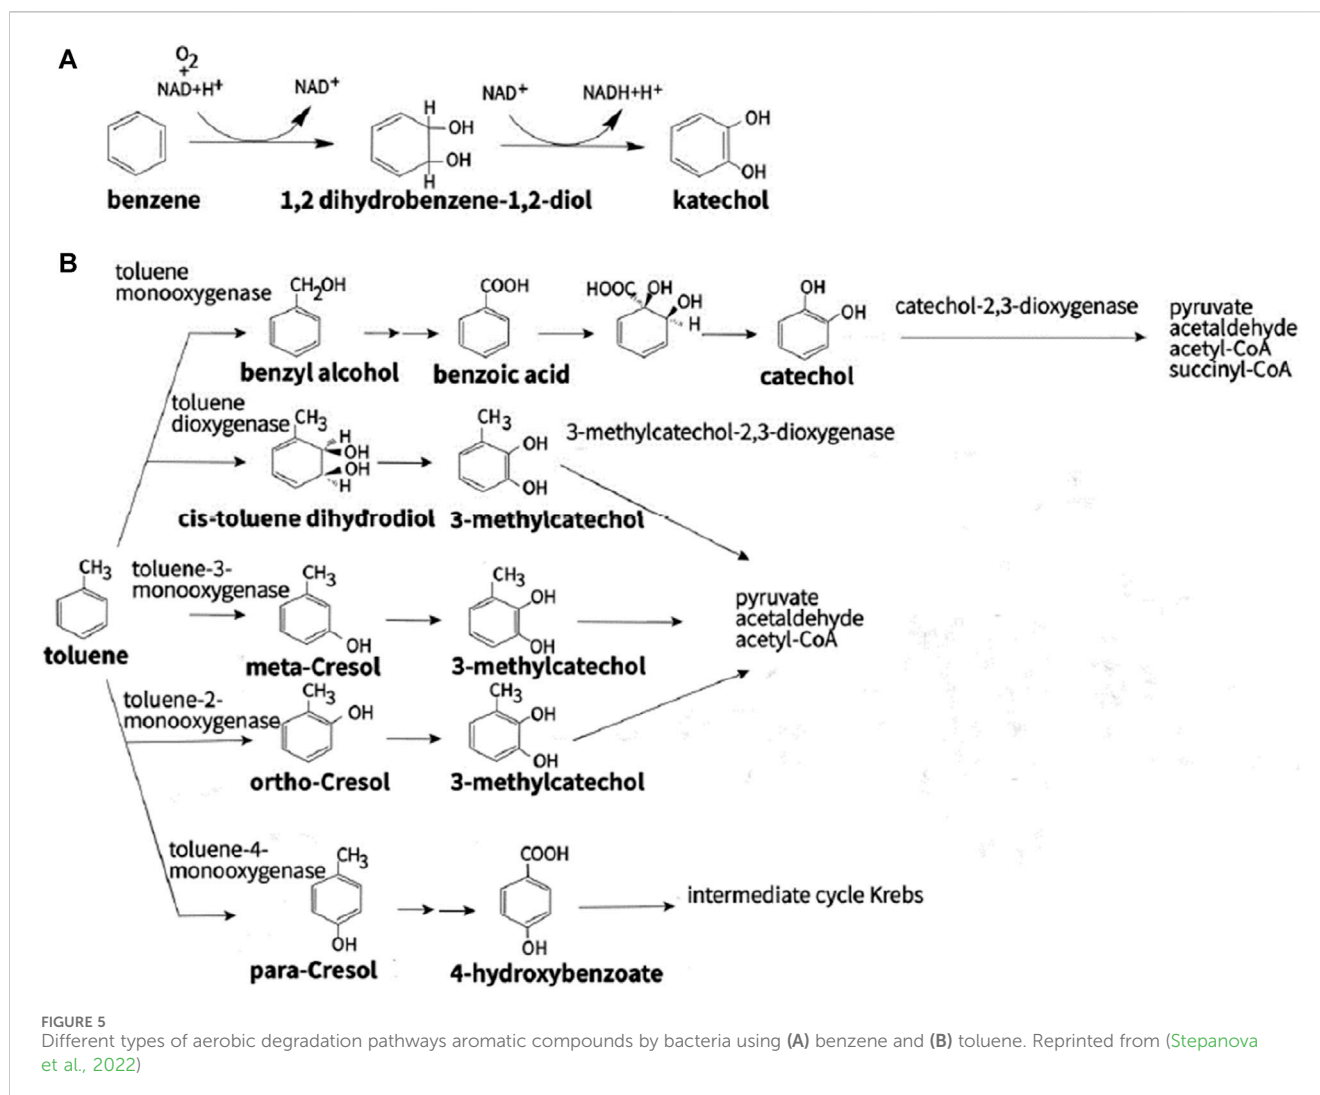 A
O2
+
NAD+H+
NAD+
NAD+
NADH+H+
H
OH
OH
H
OH
OH
benzene
1,2 dihydrobenzene-1,2-diol
katechol
B
toluene
monooxygenase
CH2OH
COOH
HOOC OH
OH
H
OH
OH
catechol-2,3-dioxygenase
pyruvate
acetaldehyde
acetyl-CoA
succinyl-CoA
benzyl alcohol
benzoic acid
catechol
toluene
dioxygenase
CH3
H
OH
OH
H
CH3
OH
OH
3-methylcatechol-2,3-dioxygenase
cis-toluene dihydrodiol
3-methylcatechol
CH3
toluene
toluene-3-
monooxygenase
CH3
OH
CH3
OH
OH
pyruvate
acetaldehyde
acetyl-CoA
meta-Cresol
3-methylcatechol
toluene-2-
monooxygenase
CH3
OH
CH3
OH
OH
ortho-Cresol
3-methylcatechol
toluene-4-
monooxygenase
CH3
OH
COOH
OH
intermediate cycle Krebs
para-Cresol
4-hydroxybenzoate
FIGURE 5
Different types of aerobic degradation pathways aromatic compounds by bacteria using (A) benzene and (B) toluene. Reprinted from (Stepanova
et al., 2022)